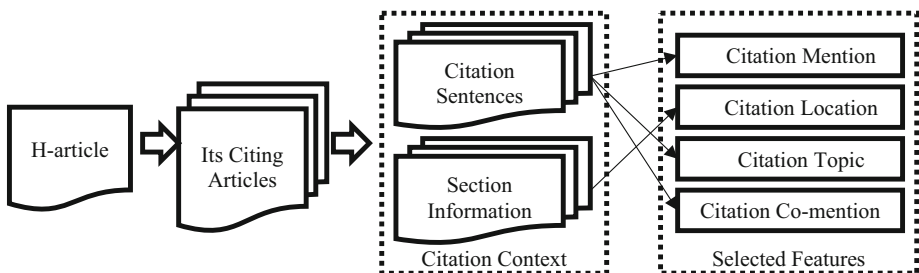 H-article
Its Citing
Articles
Citation
Sentences
Section
Information
Citation Context
Citation Mention
Citation Location
Citation Topic
Citation Co-mention
Selected Features